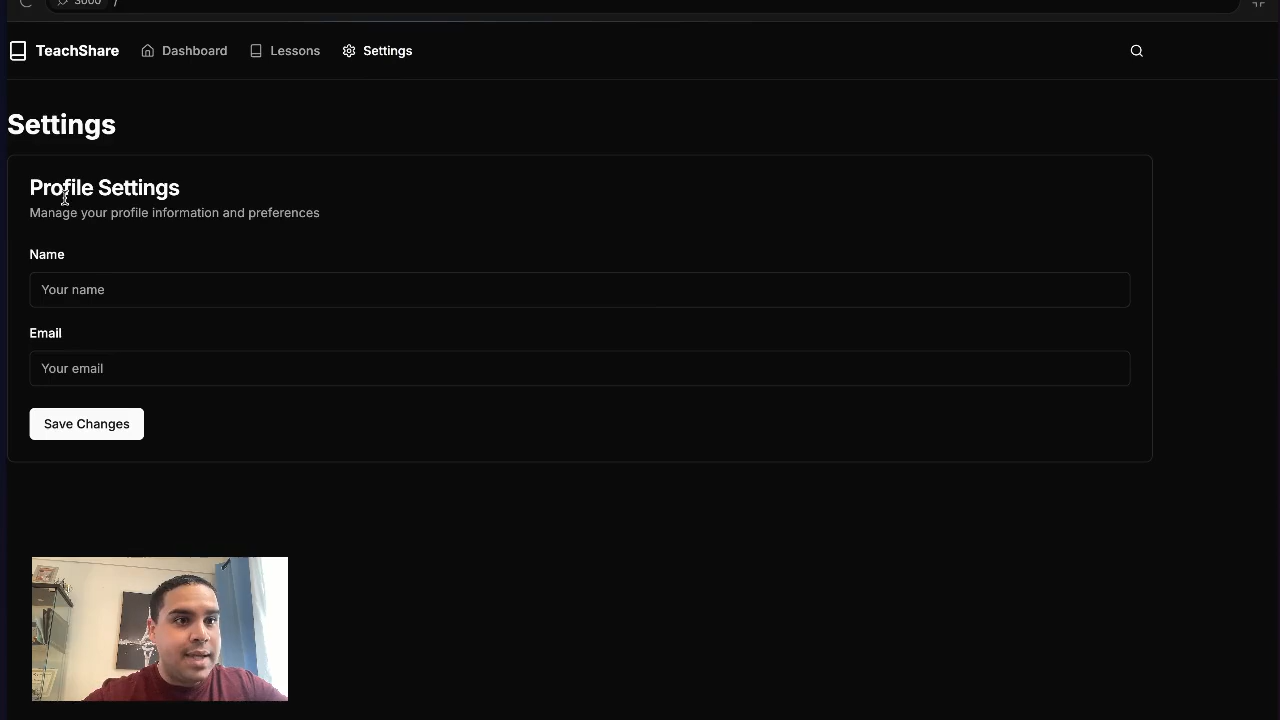 3000 /
TeachShare Dashboard Lessons Settings
Settings
Profile Settings
Manage your profile information and preferences
Name
Your name
Email
Your email
Save Changes